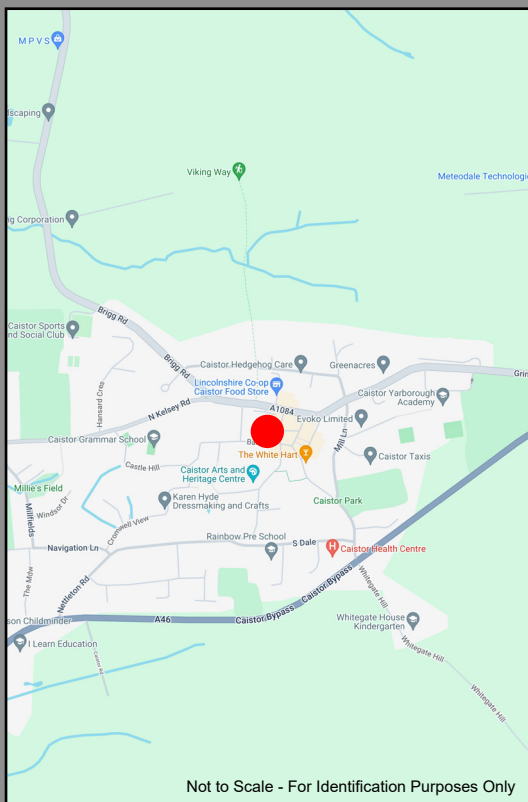 M P V S
dscaping
Viking Way
Meteodale Technologi
ng Corporation
Brigg Rd
Caistor Sports
nd Social Club
Brigg Rd
Caistor Hedgehog Care
Greenacres
Grim
Lincolnshire Co-op
Caistor Food Store
Hansard Cres
N Kelsey Rd
A1084
Caistor Yarborough
Academy
Evoko Limited
Caistor Grammar School
Mill Ln
The White Hart
Caistor Taxis
Castle Hill
Caistor Arts and
Heritage Centre
Millie's Field
Windsor Dr
Millfields
Karen Hyde
Dressmaking and Crafts
Caistor Park
Cromwell View
Rainbow Pre School
S Dale
Navigation Ln
Caistor Health Centre
The Mdw
Nettleton Rd
Whitegate Hill
Caistor Bypass
A46
Caistor Bypass
son Childminder
Whitegate House
Kindergarten
I Learn Education
Whitegate Hill
Caistor Rd
Whitegate Hill
Not to Scale - For Identification Purposes Only